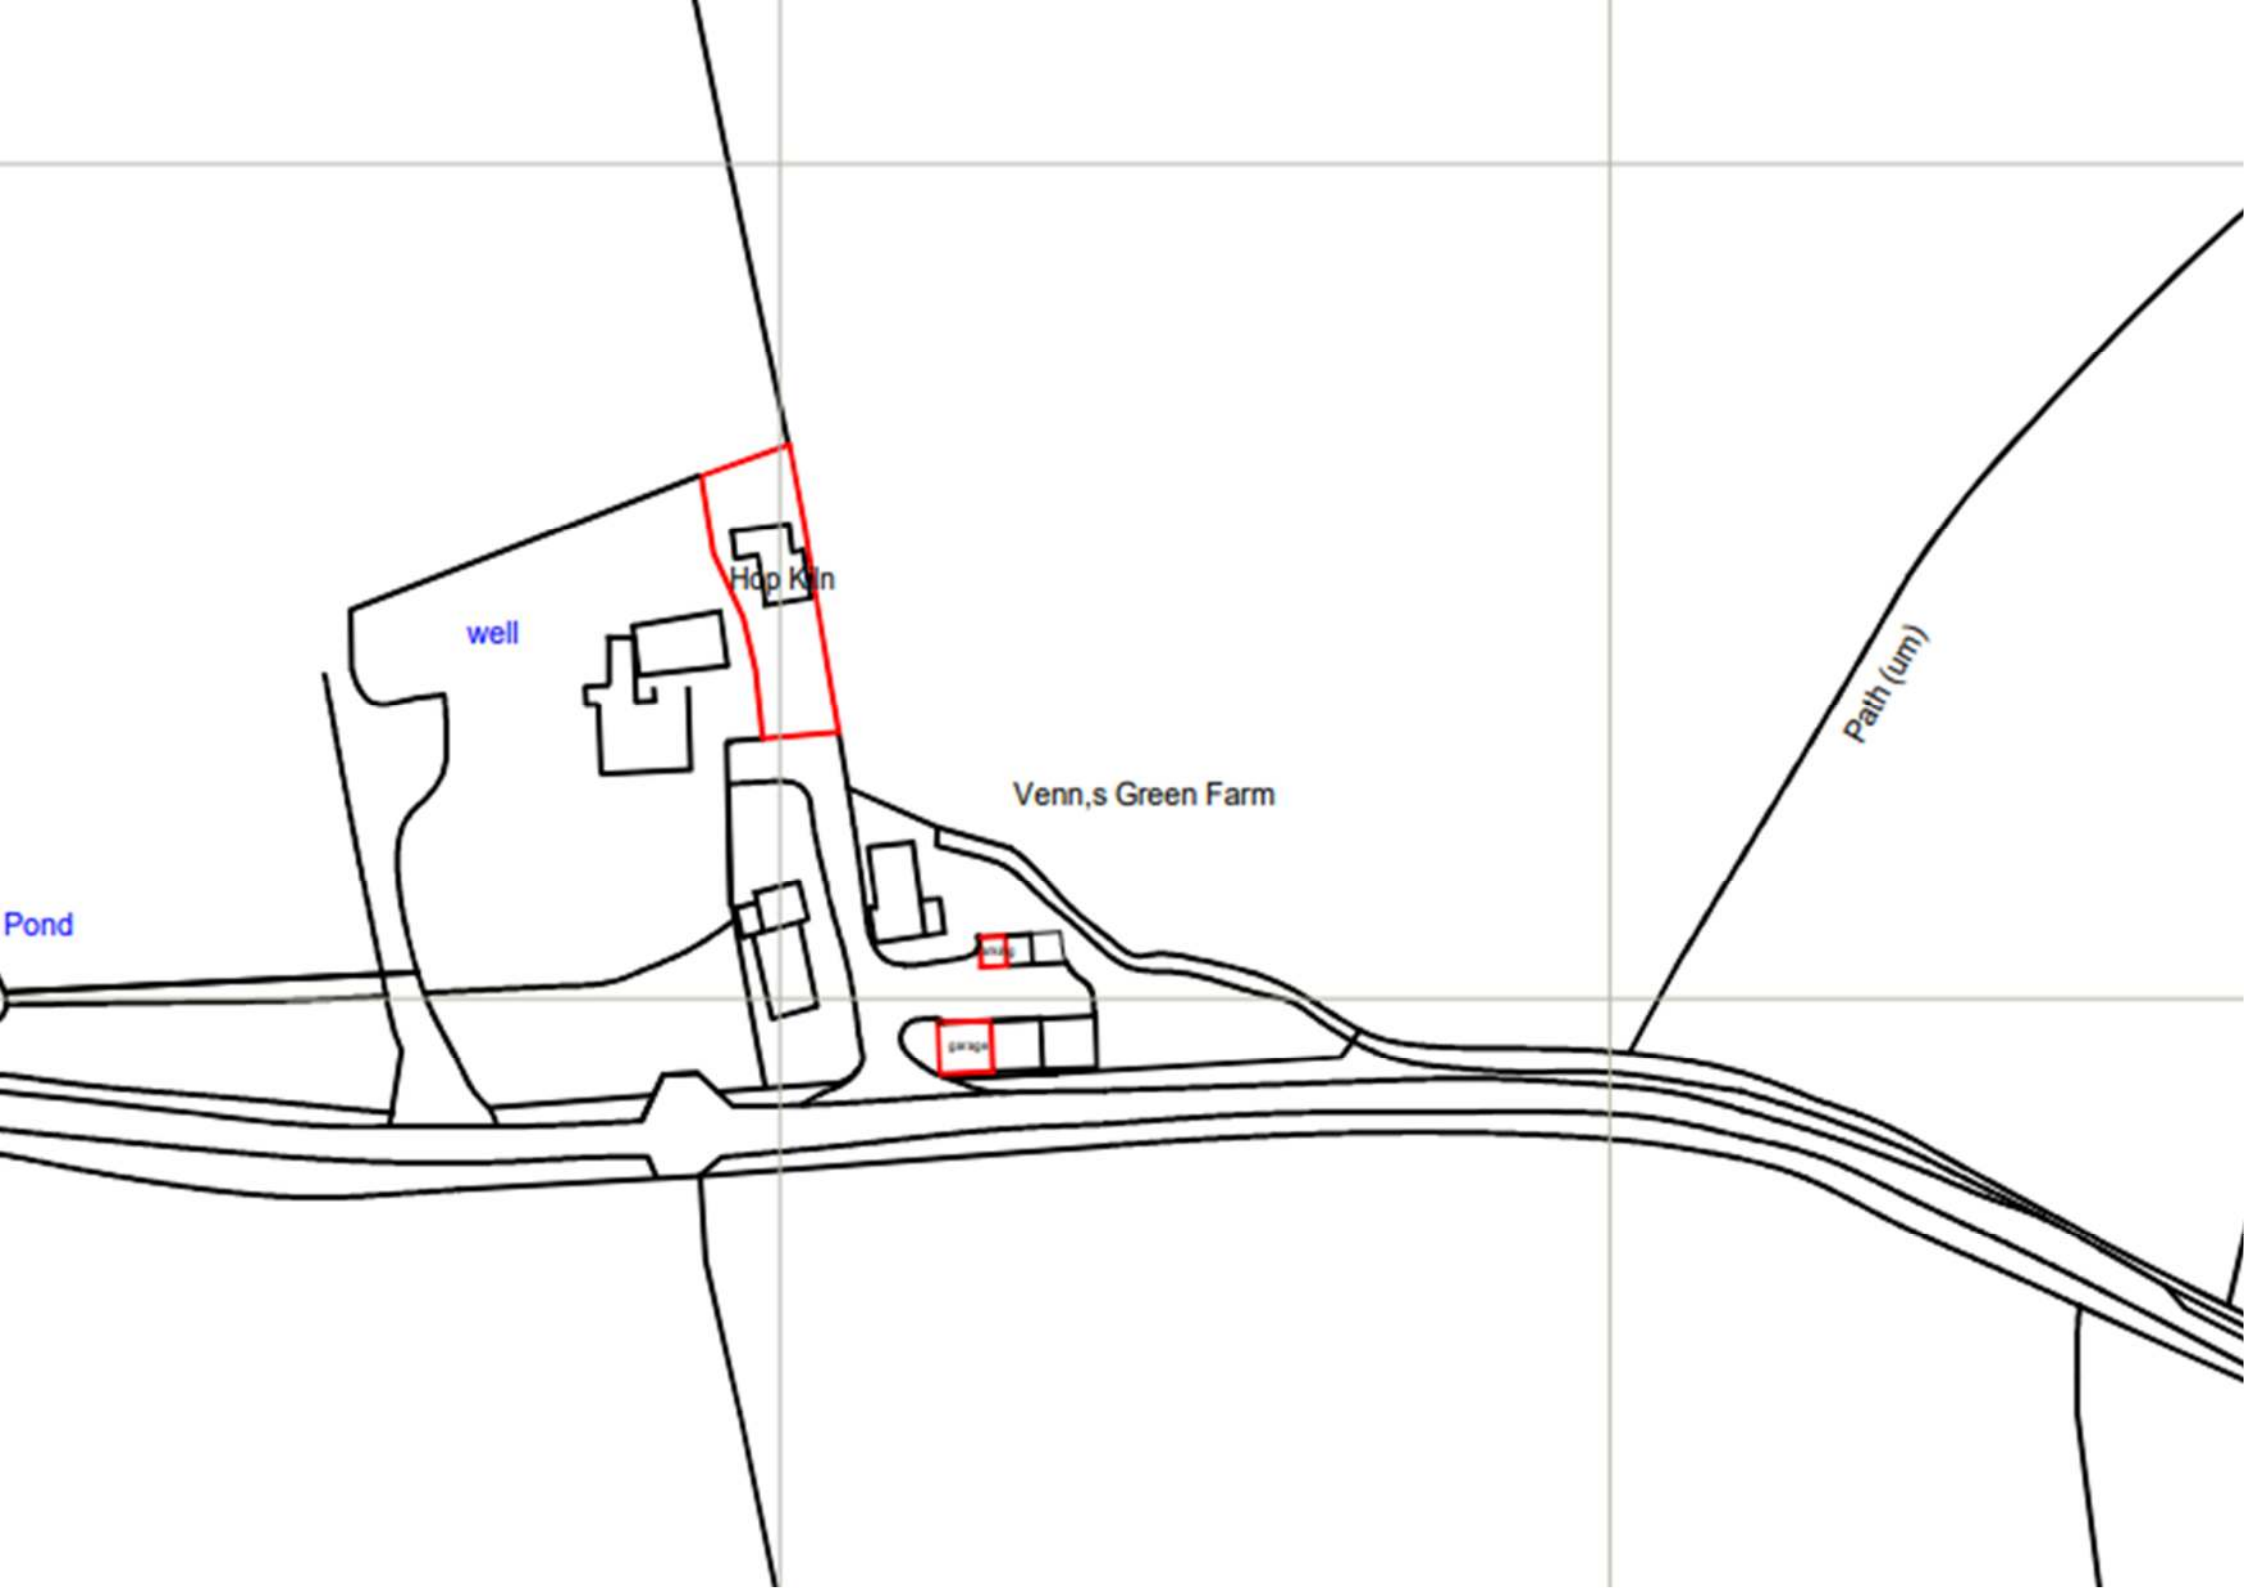 Hop Kiln
well
Path (um)
Venn,s Green Farm
Pond
garage